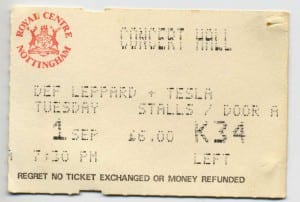 ROYAL CENTRE
NOTTINGHAM
CONCERT HALL
DEF LEPPARD + TESLA
TUESDAY STALLS / DOOR A
1 SEP £6.00 K34
7:30 PM LEFT
REGRET NO TICKET EXCHANGED OR MONEY REFUNDED